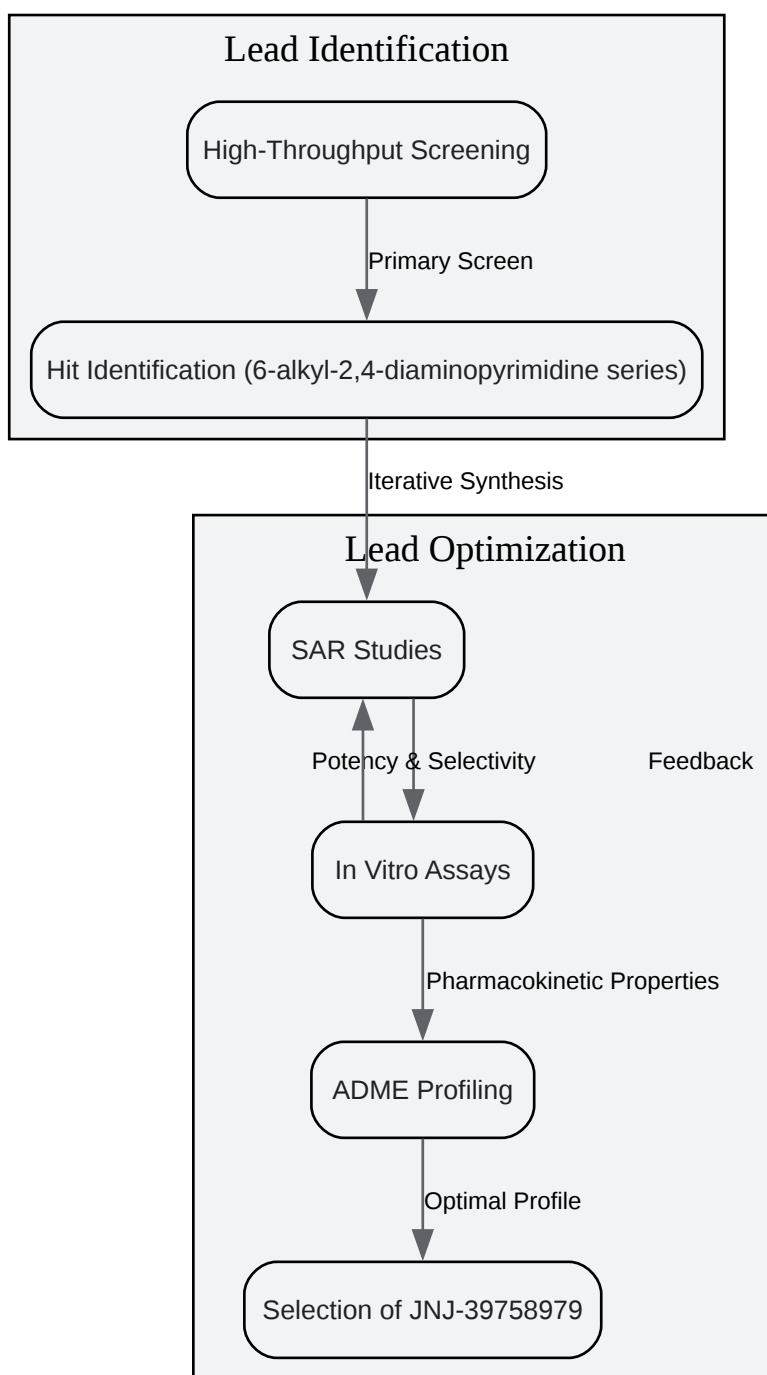 Lead Identification
High-Throughput Screening
Primary Screen
Hit Identification (6-alkyl-2,4-diaminopyrimidine series)
Iterative Synthesis
Lead Optimization
SAR Studies
Potency & Selectivity
Feedback
In Vitro Assays
Pharmacokinetic Properties
ADME Profiling
Optimal Profile
Selection of JNJ-39758979